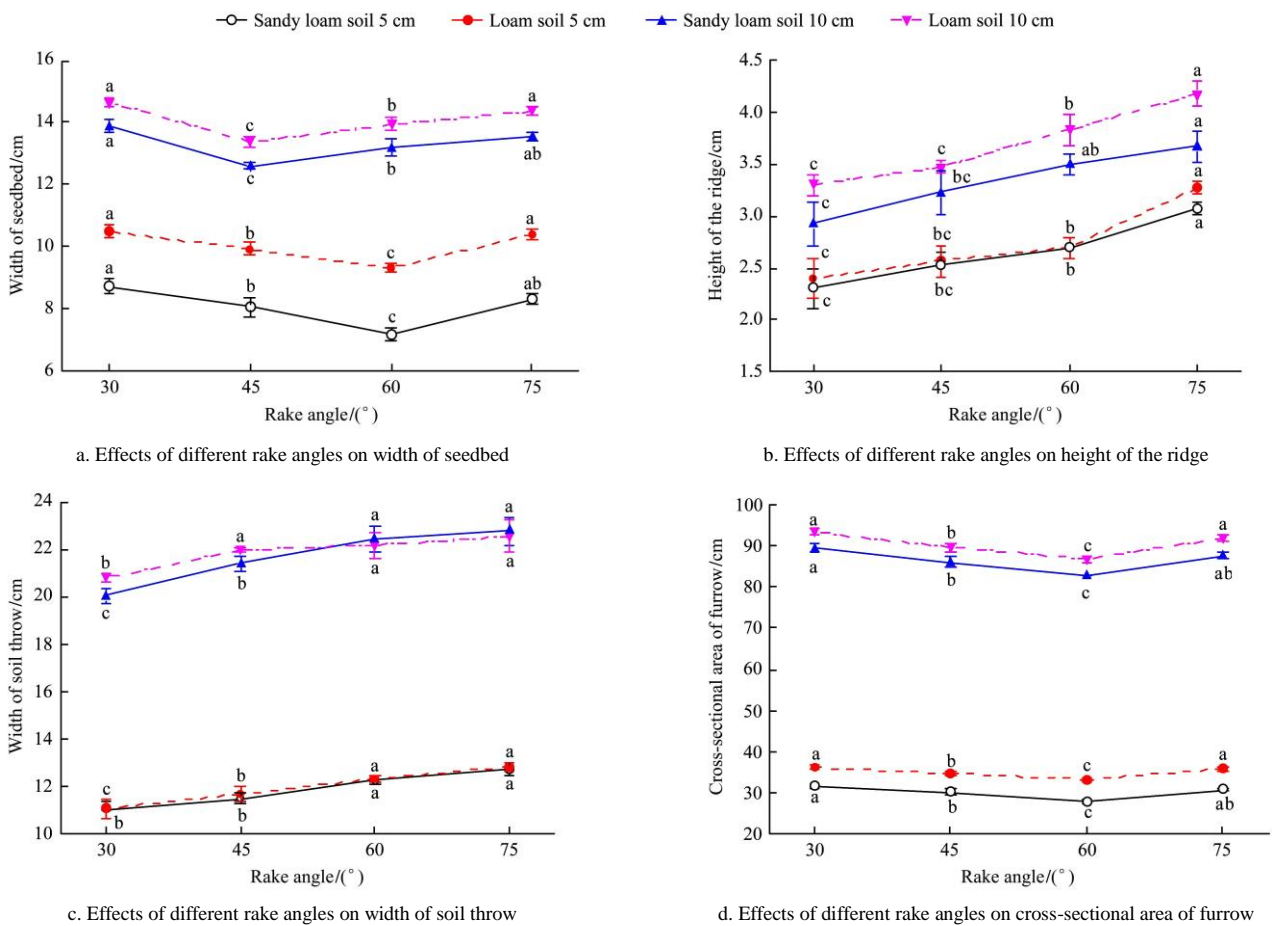 Sandy loam soil 5 cm Loam soil 5 cm Sandy loam soil 10 cm Loam soil 10 cm
16
14
12
10
8
6
Width of seedbed/cm
a
c
b
a
a
c
b
ab
a
b
c
a
a
b
c
ab
30 45 60 75
Rake angle/(°)
a. Effects of different rake angles on width of seedbed
4.5
4.0
3.5
3.0
2.5
2.0
1.5
Height of the ridge/cm
c
c
b
a
c
bc
ab
a
c
bc
b
a
c
bc
b
a
30 45 60 75
Rake angle/(°)
b. Effects of different rake angles on height of the ridge
24
22
20
18
16
14
12
10
Width of soil throw/cm
b
a
a
a
c
b
a
a
c
b
a
a
b
b
a
a
30 45 60 75
Rake angle/(°)
c. Effects of different rake angles on width of soil throw
100
90
80
70
60
50
40
30
20
Cross-sectional area of furrow/cm
a
b
c
a
a
b
c
ab
a
b
c
a
a
b
c
ab
30 45 60 75
Rake angle/(°)
d. Effects of different rake angles on cross-sectional area of furrow